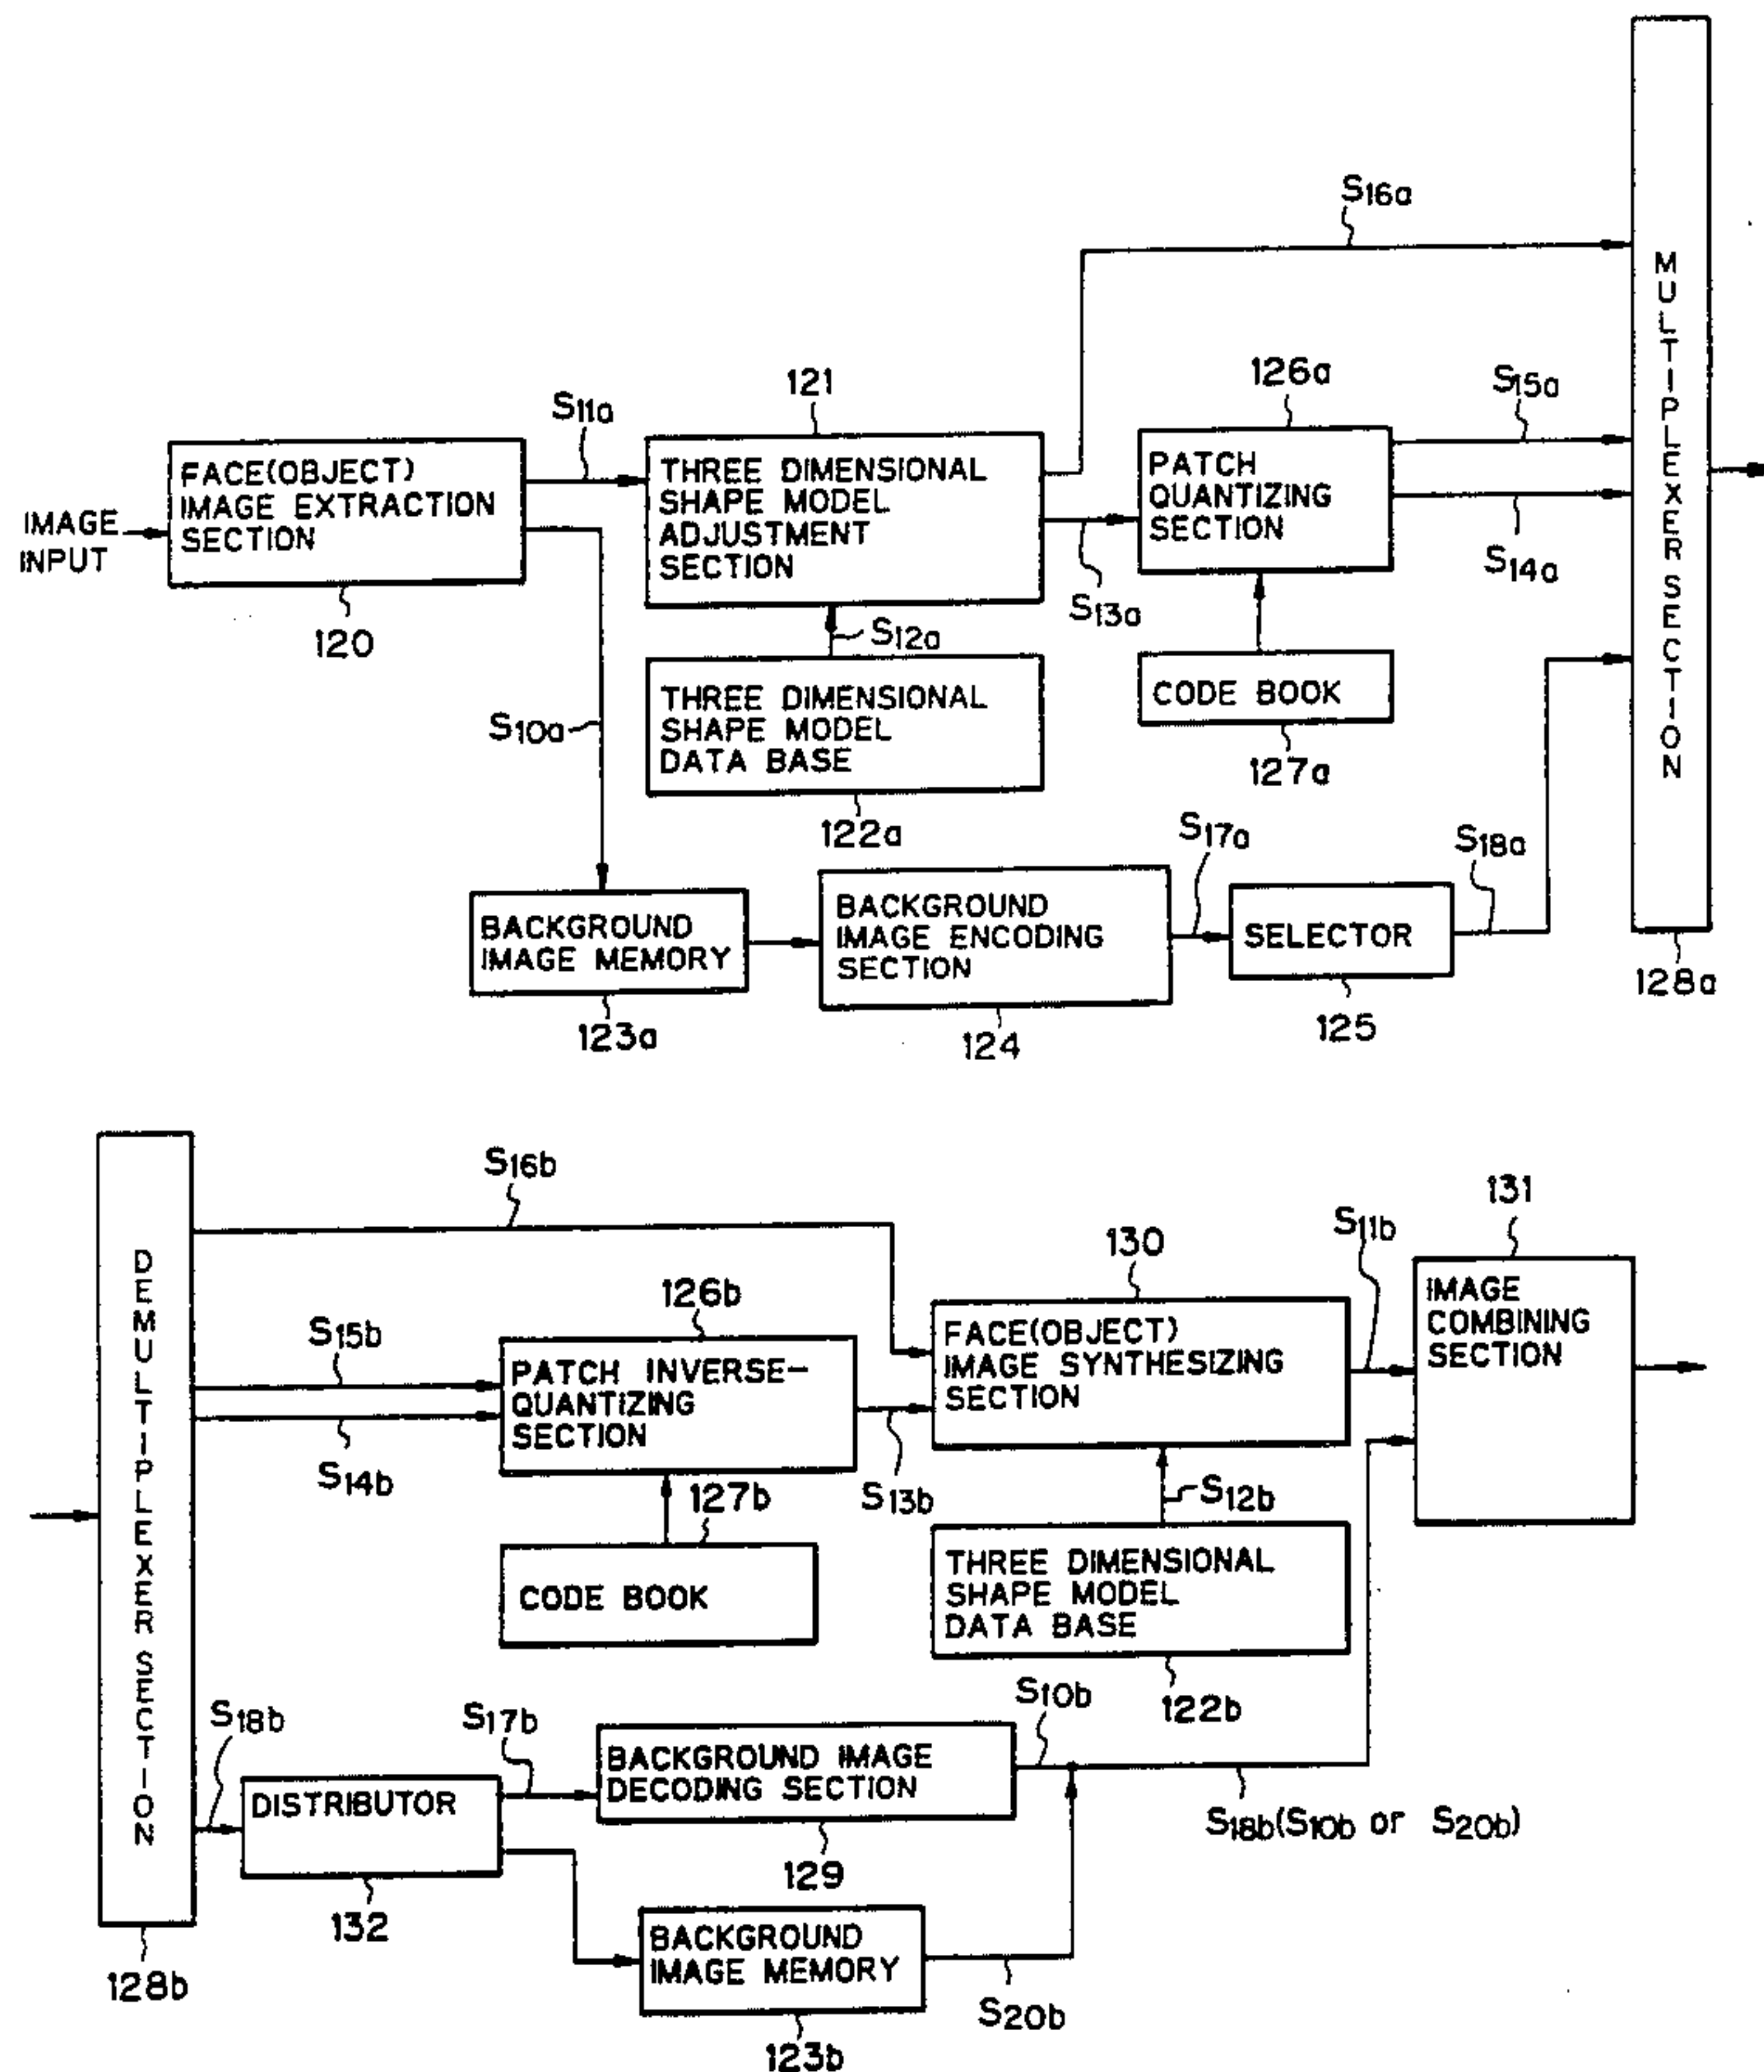 S16a
MULTIPLEXER SECTION
121
126a
S15a
S11a
FACE(OBJECT)
IMAGE EXTRACTION
SECTION
THREE DIMENSIONAL
SHAPE MODEL
ADJUSTMENT
SECTION
PATCH
QUANTIZING
SECTION
IMAGE
INPUT
S14a
S13a
120
S12a
S10a
THREE DIMENSIONAL
SHAPE MODEL
DATA BASE
CODE BOOK
127a
122a
S17a
S18a
BACKGROUND
IMAGE MEMORY
BACKGROUND
IMAGE ENCODING
SECTION
SELECTOR
128a
123a
124
125
DEMULTIPLEXER SECTION
S16b
131
130
S11b
126b
IMAGE
COMBINING
SECTION
S15b
FACE(OBJECT)
IMAGE SYNTHESIZING
SECTION
PATCH INVERSE-
QUANTIZING
SECTION
S14b
127b
S13b
S12b
CODE BOOK
THREE DIMENSIONAL
SHAPE MODEL
DATA BASE
122b
S18b
S17b
S10b
BACKGROUND IMAGE
DECODING SECTION
DISTRIBUTOR
S18b(S10b or S20b)
129
132
BACKGROUND
IMAGE MEMORY
128b
S20b
123b